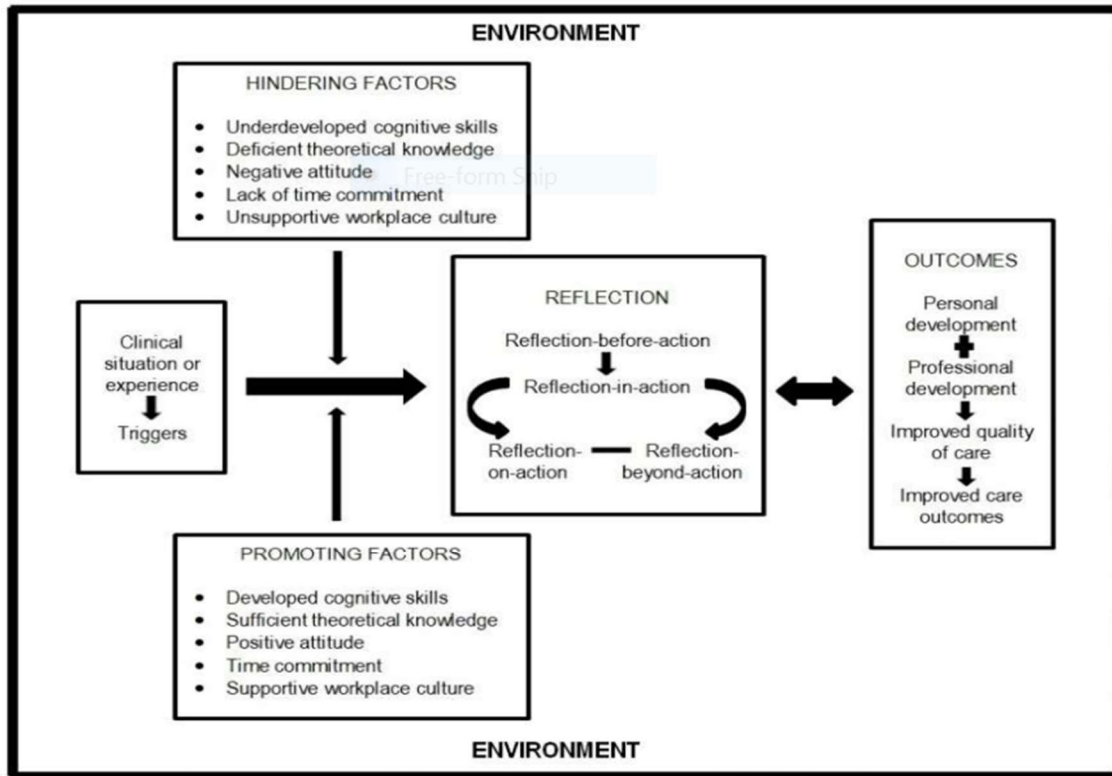 ENVIRONMENT
HINDERING FACTORS
• Underdeveloped cognitive skills
• Deficient theoretical knowledge
• Negative attitude
• Lack of time commitment
• Unsupportive workplace culture
Free-form Snip
Clinical
situation or
experience
Triggers
REFLECTION
Reflection-before-action
Reflection-in-action
Reflection-
on-action
Reflection-
beyond-action
OUTCOMES
Personal
development
Professional
development
Improved quality
of care
Improved care
outcomes
PROMOTING FACTORS
• Developed cognitive skills
• Sufficient theoretical knowledge
• Positive attitude
• Time commitment
• Supportive workplace culture
ENVIRONMENT